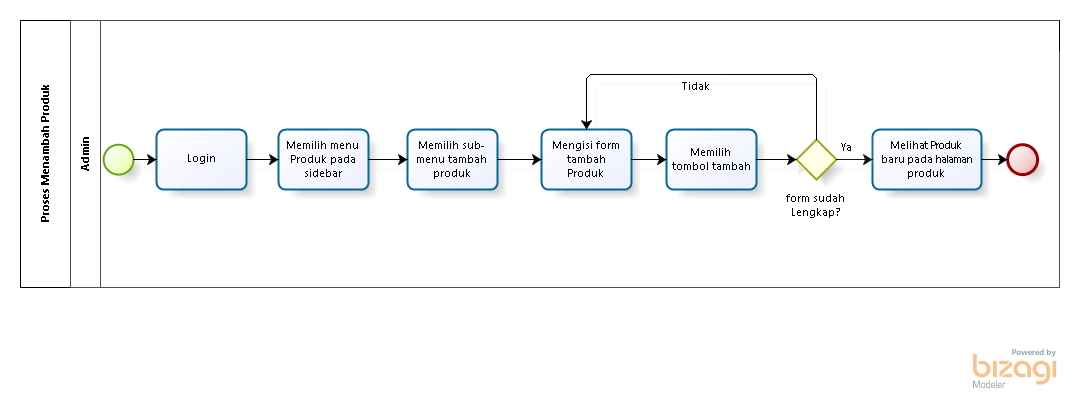 Proses Menambah Produk
Admin
Login
Memilih menu
Produk pada
sidebar
Memilih sub-
menu tambah
produk
Mengisi form
tambah
Produk
Memilih
tombol tambah
Tidak
form sudah
Lengkap?
Ya
Melihat Produk
baru pada halaman
produk
Powered by
bizagi
Modeler